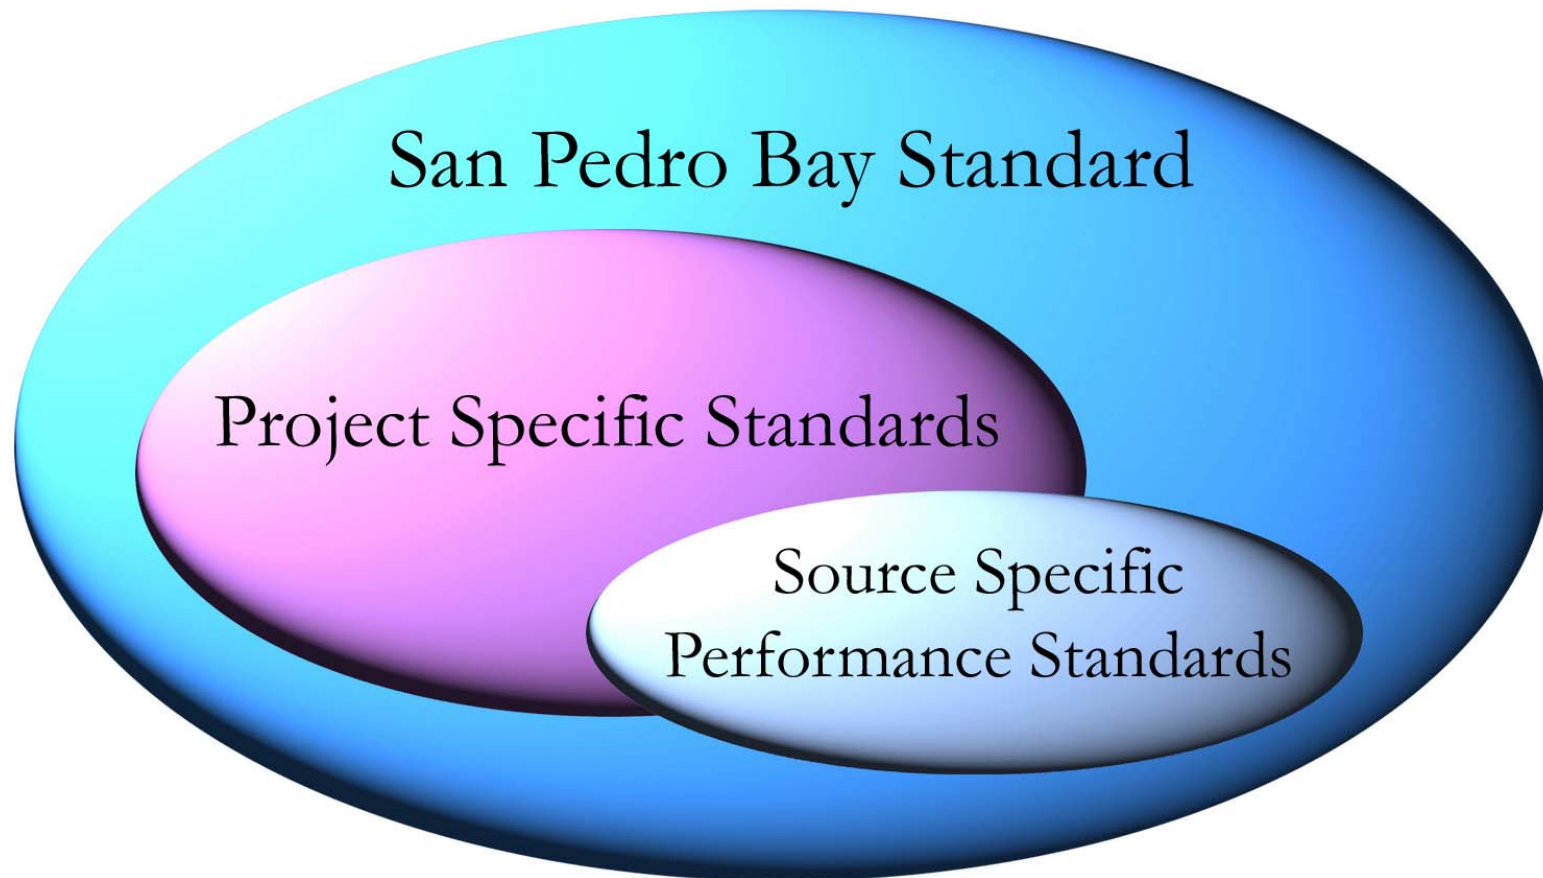 San Pedro Bay Standard
Project Specific Standards
Source Specific
Performance Standards